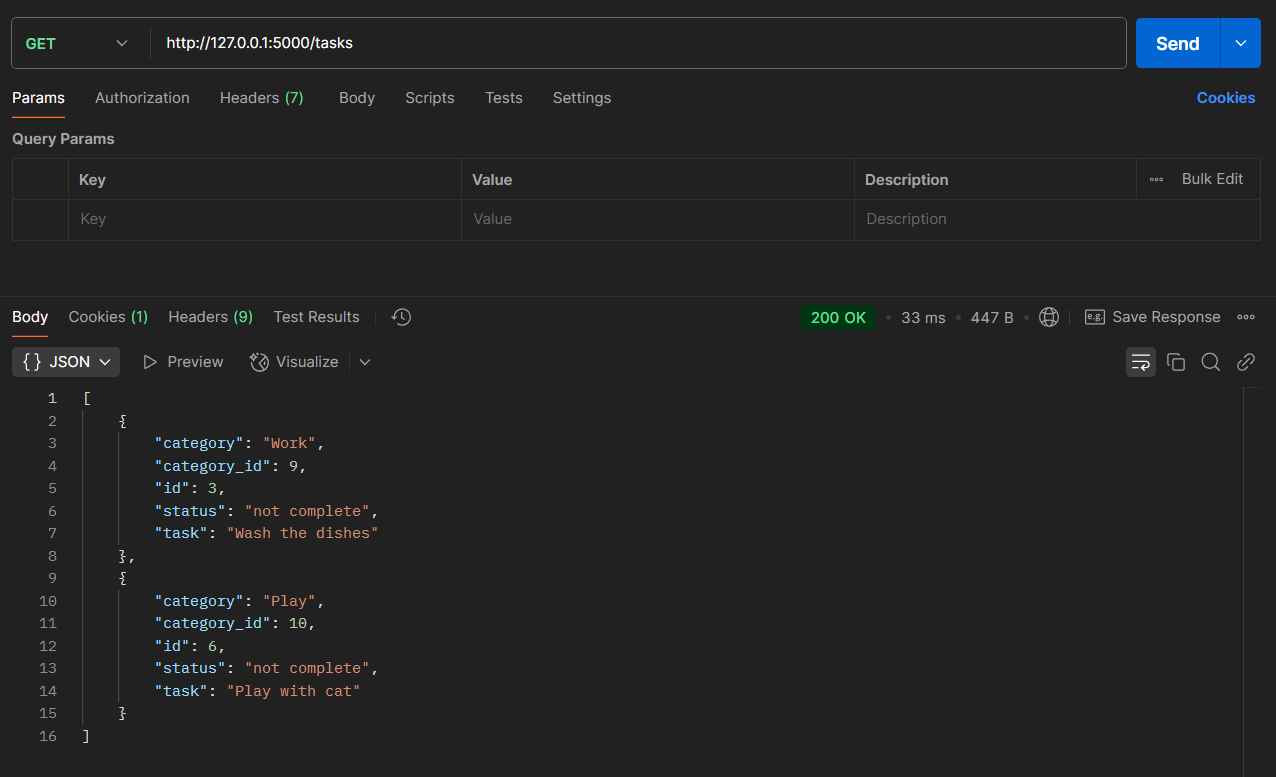 GET http://127.0.0.1:5000/tasks Send
Params Authorization Headers (7) Body Scripts Tests Settings Cookies
Query Params
Key Value Description Bulk Edit
Key Value Description
Body Cookies (1) Headers (9) Test Results 200 OK 33 ms 447 B e.g. Save Response
{} JSON Preview Visualize
1 [
2 {
3 "category": "Work",
4 "category_id": 9,
5 "id": 3,
6 "status": "not complete",
7 "task": "Wash the dishes"
8 },
9 {
10 "category": "Play",
11 "category_id": 10,
12 "id": 6,
13 "status": "not complete",
14 "task": "Play with cat"
15 }
16 ]